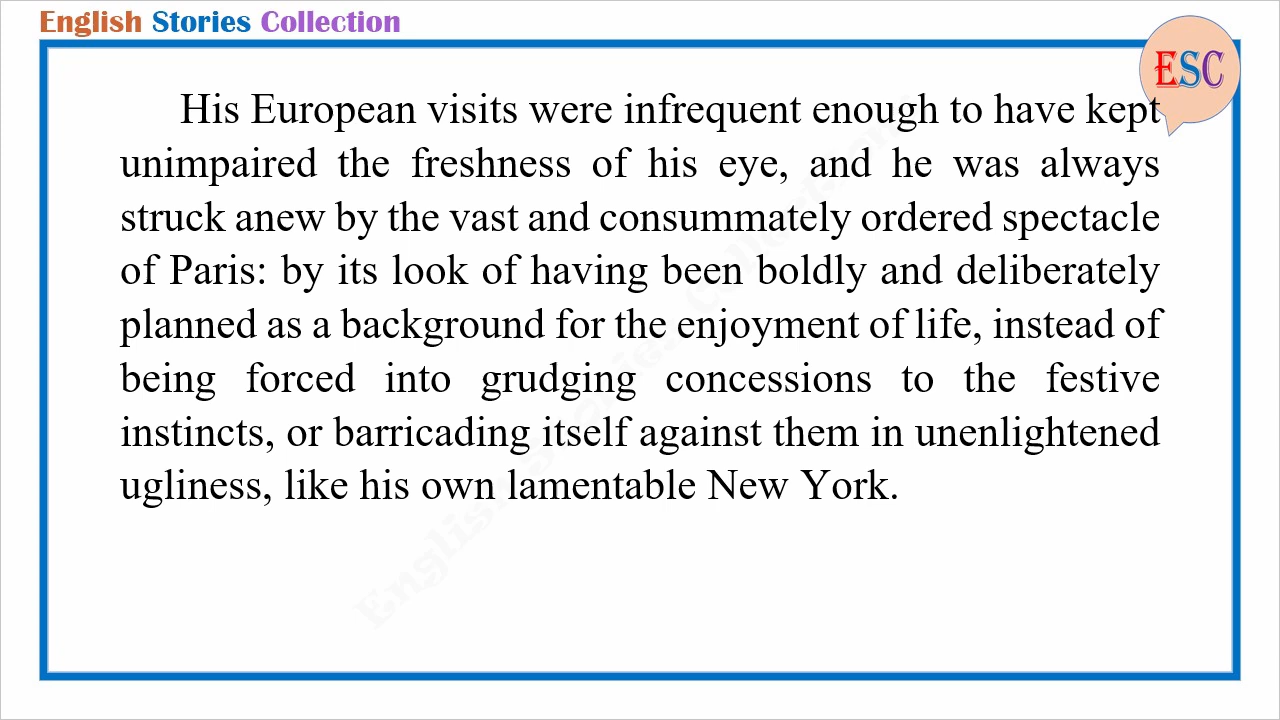 English Stories Collection
ESC
His European visits were infrequent enough to have kept
unimpaired the freshness of his eye, and he was always
struck anew by the vast and consummately ordered spectacle
of Paris: by its look of having been boldly and deliberately
planned as a background for the enjoyment of life, instead of
being forced into grudging concessions to the festive
instincts, or barricading itself against them in unenlightened
ugliness, like his own lamentable New York.
English Stories Collection